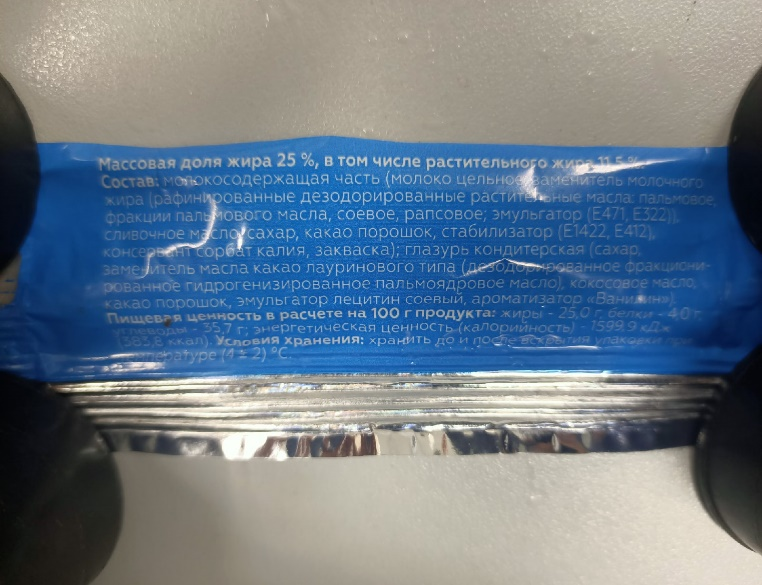 Массовая доля жира 25 %, в том числе растительного жира 11,5 %
Состав: молокосодержащая часть (молоко цельное, заменитель молочного
жира (рафинированные дезодорированные растительные масла: пальмовое,
фракции пальмового масла, соевое, рапсовое; эмульгатор (Е471, Е322)),
сливочное масло, сахар, какао порошок, стабилизатор (Е1422, Е412),
консервант сорбат калия, закваска); глазурь кондитерская (сахар,
заменитель масла какао лауринового типа (дезодорированное фракциони-
рованное гидрогенизированное пальмоядровое масло), кокосовое масло,
какао порошок, эмульгатор лецитин соевый, ароматизатор «Ванилин»).
Пищевая ценность в расчете на 100 г продукта: жиры - 25,0 г, белки - 4,0 г,
углеводы - 35,7 г; энергетическая ценность (калорийность) - 1599,9 кДж
(383,8 ккал). Условия хранения: хранить до и после вскрытия упаковки при
температуре (4 ± 2) °С.